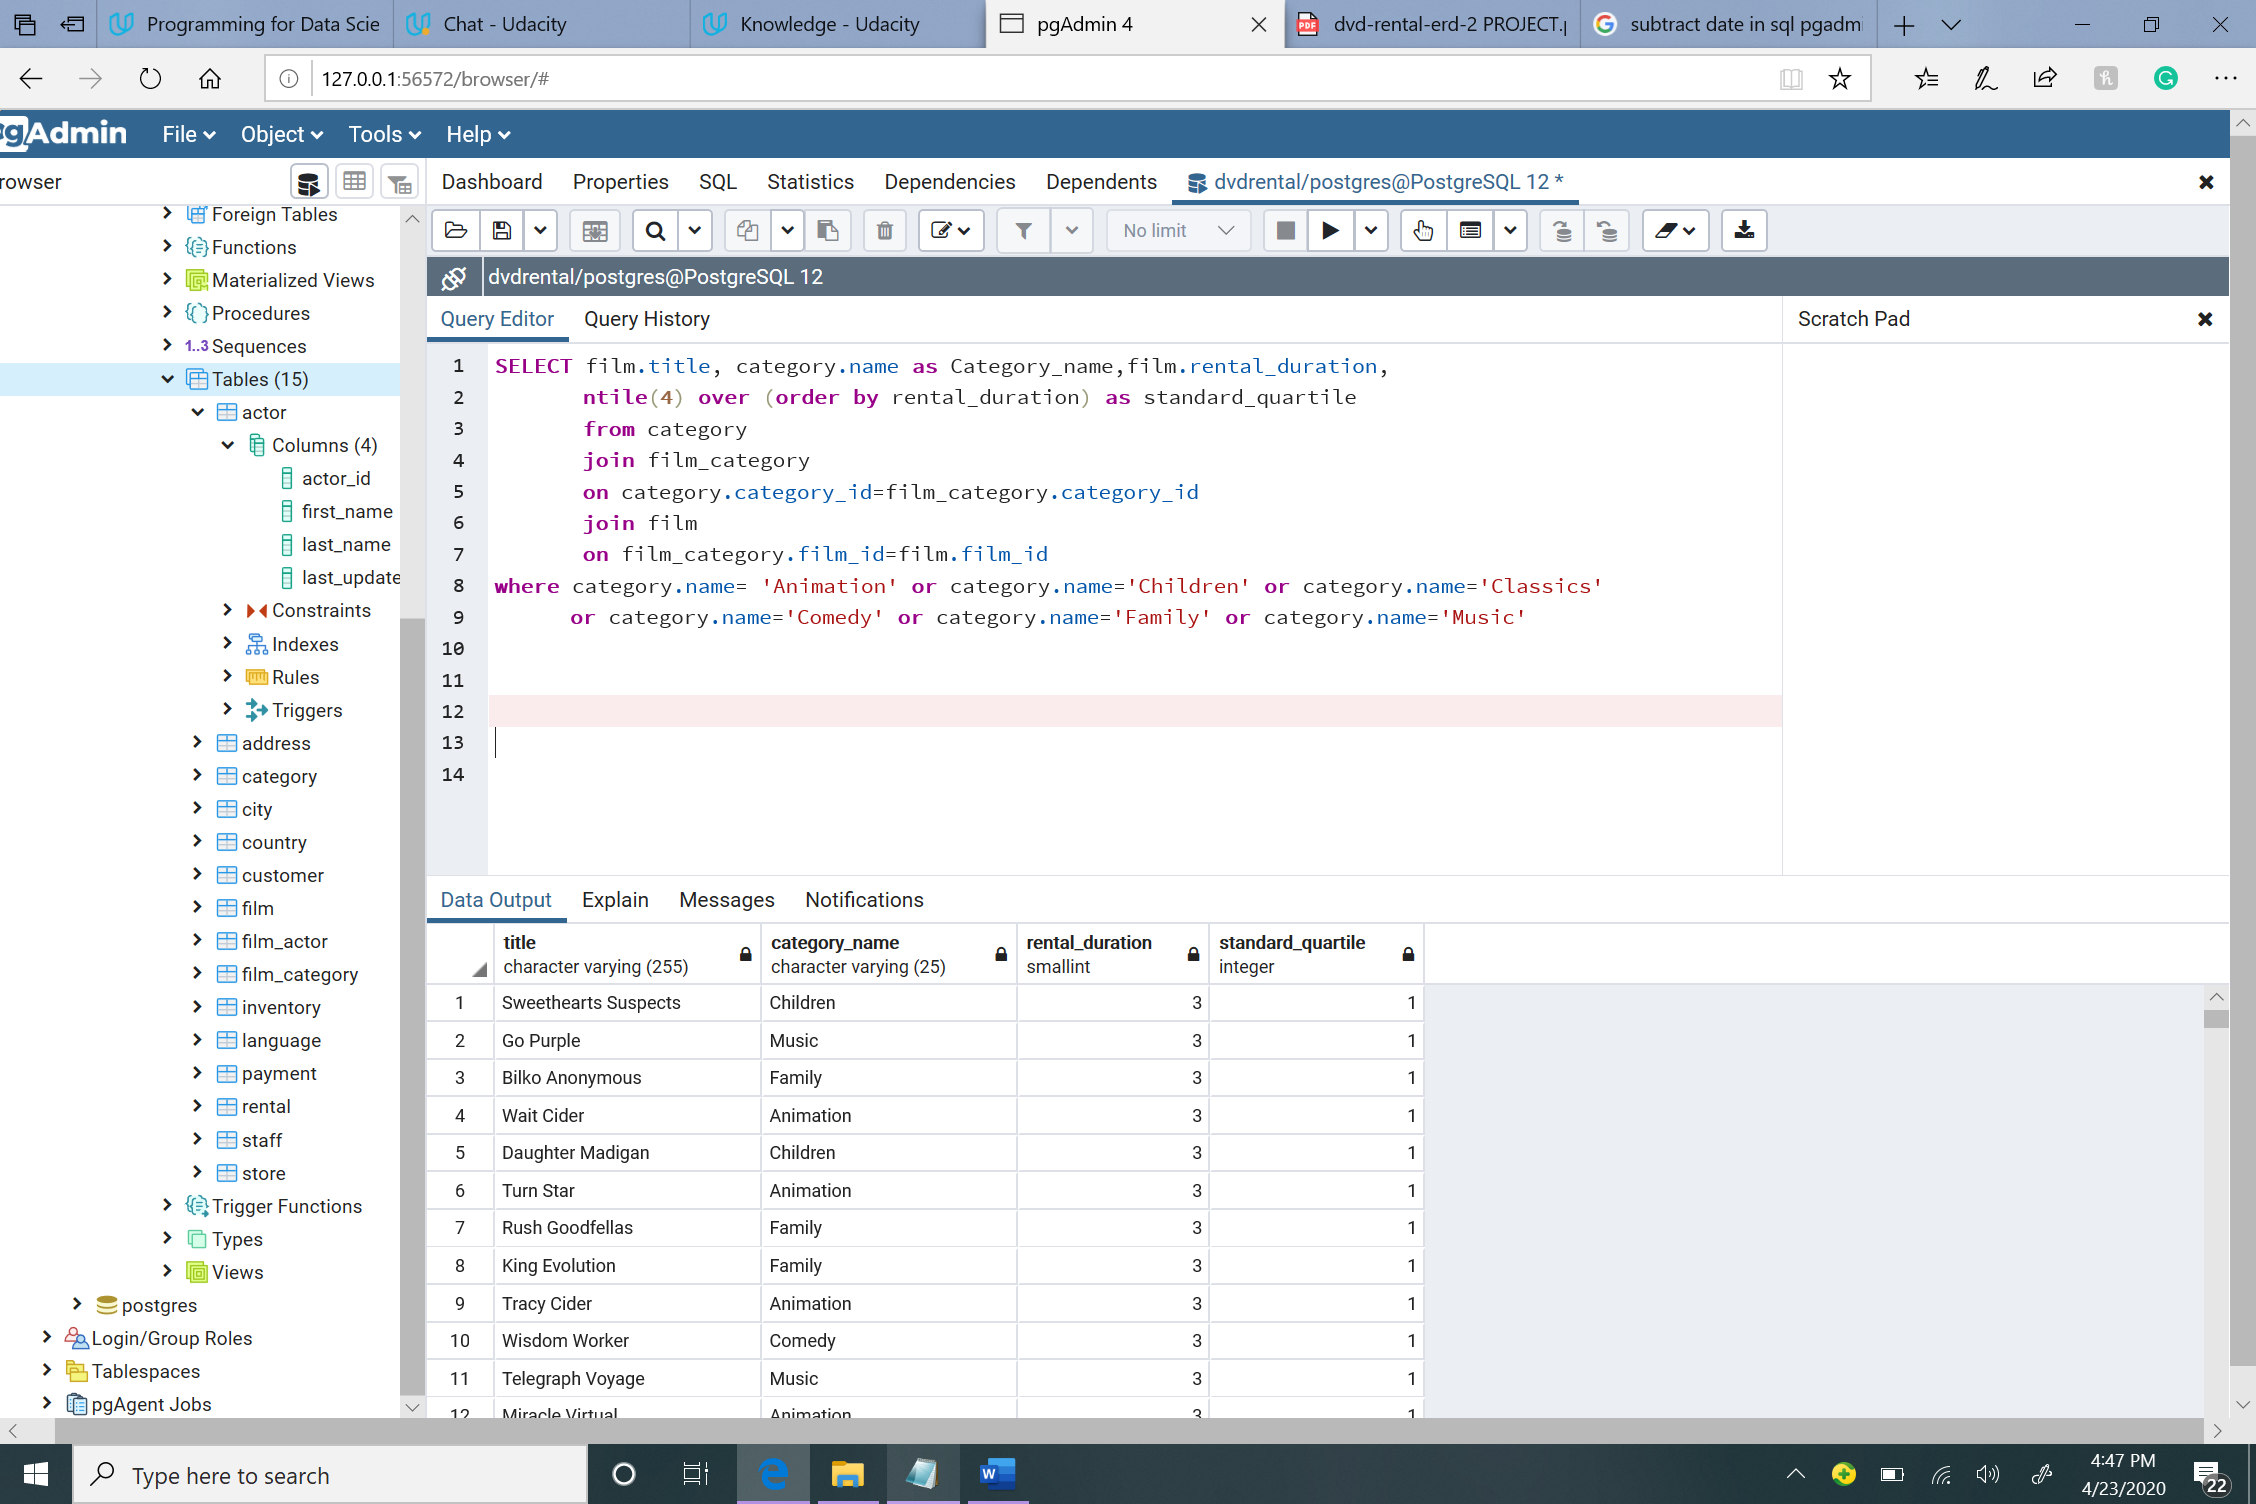 Programming for Data Scie
Chat - Udacity
Knowledge - Udacity
pgAdmin 4
dvd-rental-erd-2 PROJECT.p
subtract date in sql pgadmi
127.0.0.1:56572/browser/#
pgAdmin
File
Object
Tools
Help
rowser
Dashboard
Properties
SQL
Statistics
Dependencies
Dependents
dvdrental/postgres@PostgreSQL 12 *
No limit
Foreign Tables
Functions
Materialized Views
Procedures
1..3 Sequences
Tables (15)
actor
Columns (4)
actor_id
first_name
last_name
last_update
Constraints
Indexes
Rules
Triggers
address
category
city
country
customer
film
film_actor
film_category
inventory
language
payment
rental
staff
store
Trigger Functions
Types
Views
postgres
Login/Group Roles
Tablespaces
pgAgent Jobs
dvdrental/postgres@PostgreSQL 12
Query Editor
Query History
Scratch Pad
1 SELECT film.title, category.name as Category_name,film.rental_duration,
2 ntile(4) over (order by rental_duration) as standard_quartile
3 from category
4 join film_category
5 on category.category_id=film_category.category_id
6 join film
7 on film_category.film_id=film.film_id
8 where category.name= 'Animation' or category.name='Children' or category.name='Classics'
9 or category.name='Comedy' or category.name='Family' or category.name='Music'
10
11
12
13
14
Data Output
Explain
Messages
Notifications
title category_name rental_duration standard_quartile
character varying (255) character varying (25) smallint integer
1 Sweethearts Suspects Children 3 1
2 Go Purple Music 3 1
3 Bilko Anonymous Family 3 1
4 Wait Cider Animation 3 1
5 Daughter Madigan Children 3 1
6 Turn Star Animation 3 1
7 Rush Goodfellas Family 3 1
8 King Evolution Family 3 1
9 Tracy Cider Animation 3 1
10 Wisdom Worker Comedy 3 1
11 Telegraph Voyage Music 3 1
12 Miracle Virtual Animation 3 1
Type here to search
4:47 PM
4/23/2020
22